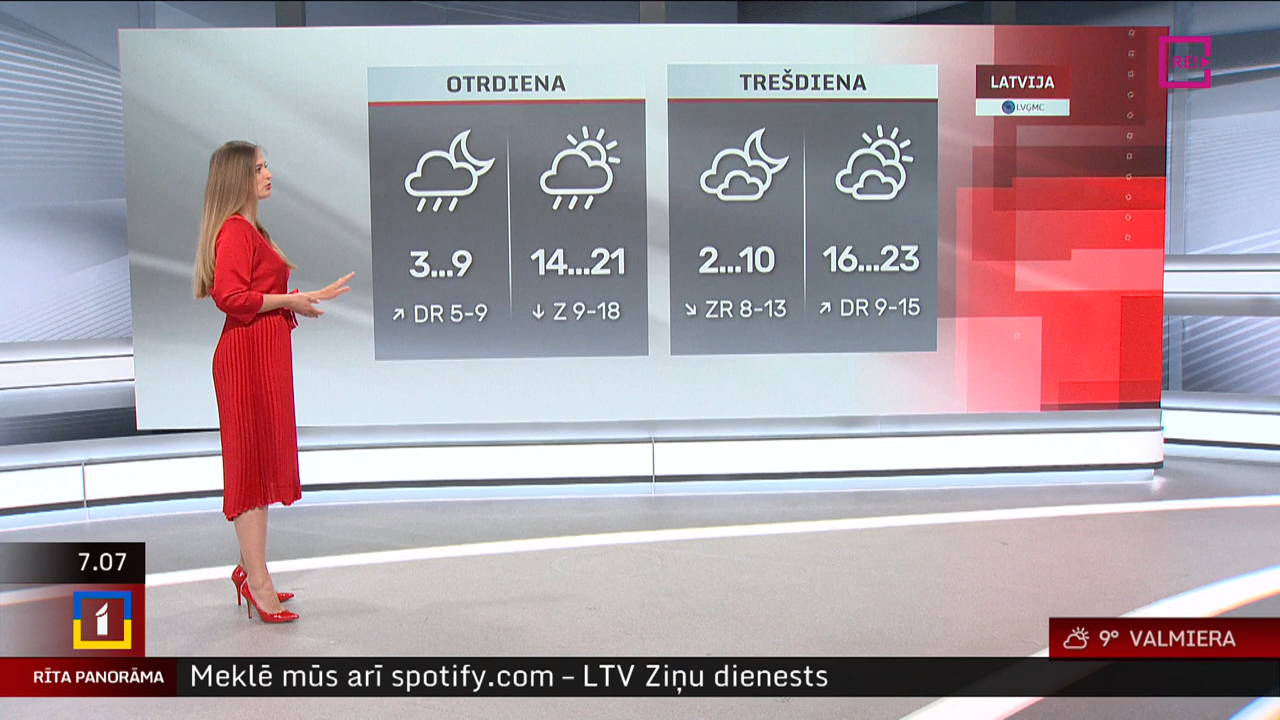 OTRDIENA
3...9
DR 5-9
14...21
Z 9-18
TREŠDIENA
2...10
ZR 8-13
16...23
DR 9-15
LATVIJA
LVĢMC
RE!
7.07
1
9° VALMIERA
RĪTA PANORĀMA
Meklē mūs arī spotify.com – LTV Ziņu dienests